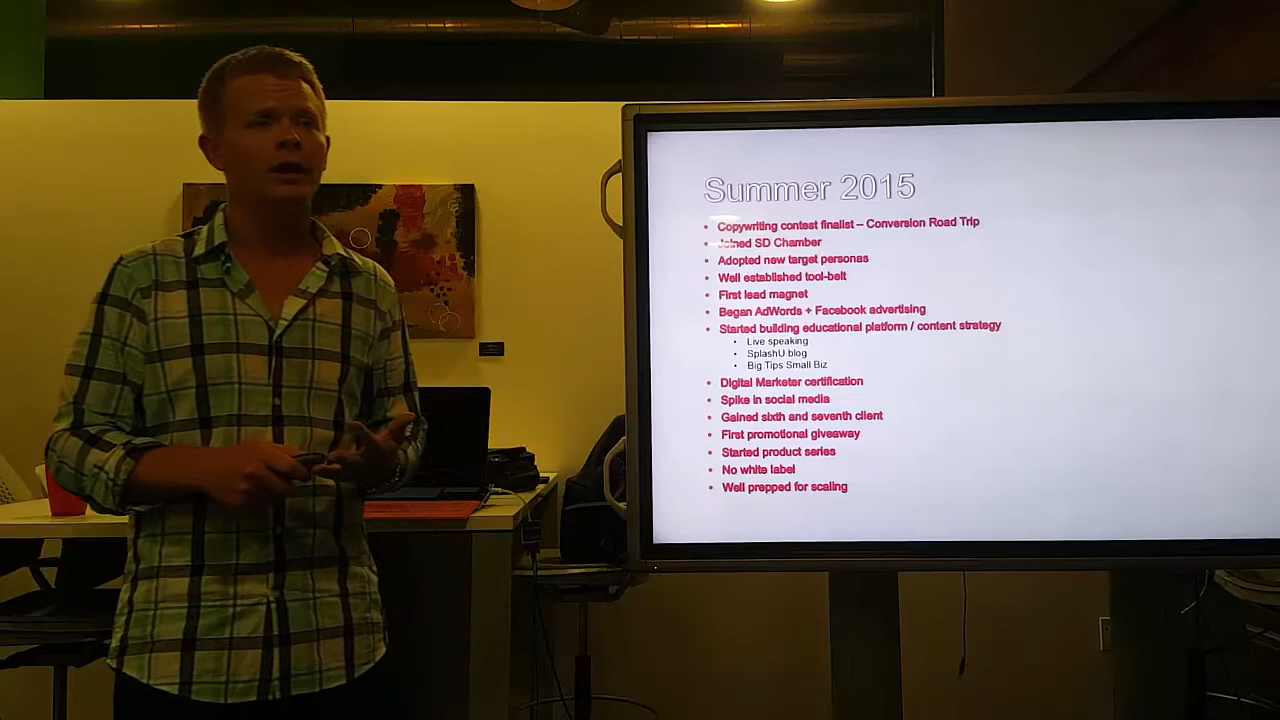 Summer 2015
• Copywriting contest finalist – Conversion Road Trip
• Joined SD Chamber
• Adopted new target personas
• Well established tool-belt
• First lead magnet
• Began AdWords + Facebook advertising
• Started building educational platform / content strategy
• Live speaking
• SplashU blog
• Big Tips Small Biz
• Digital Marketer certification
• Spike in social media
• Gained sixth and seventh client
• First promotional giveaway
• Started product series
• No white label
• Well prepped for scaling